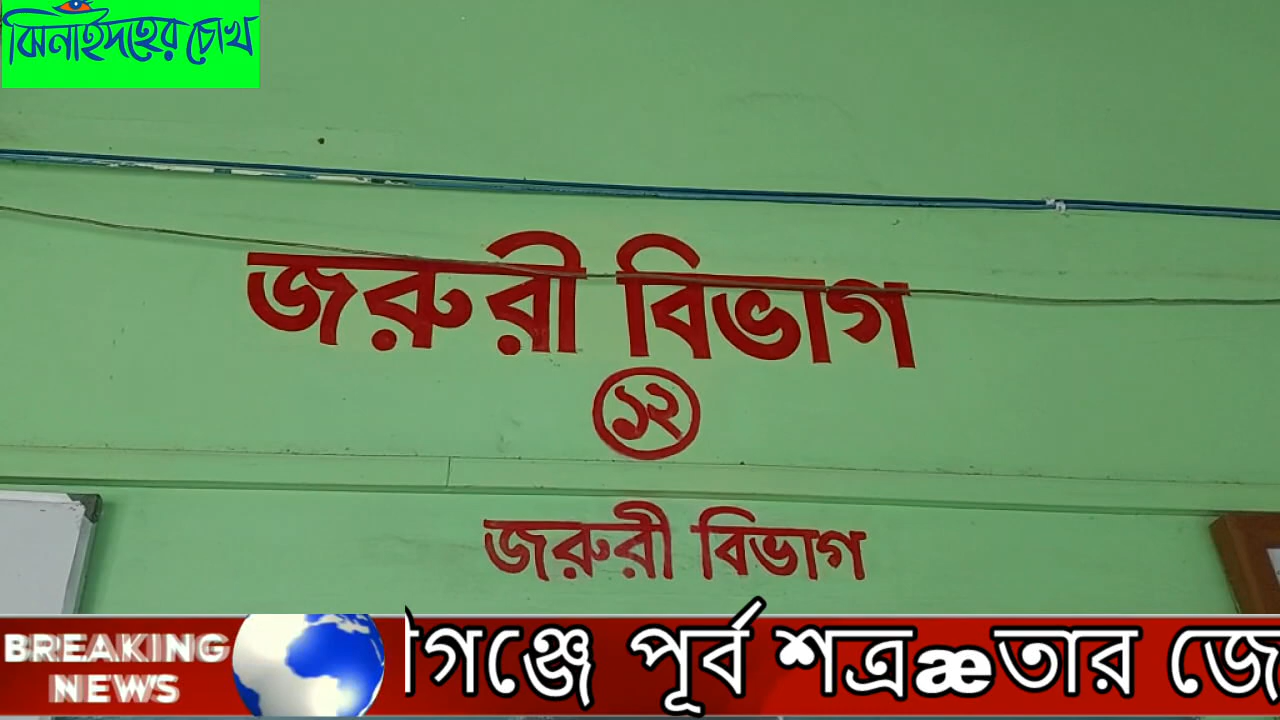 ঝিনাইদহের চোখ
জরুরী বিভাগ
১২
জরুরী বিভাগ
BREAKING
NEWS
গঞ্জে পূর্ব শত্রæতার জে